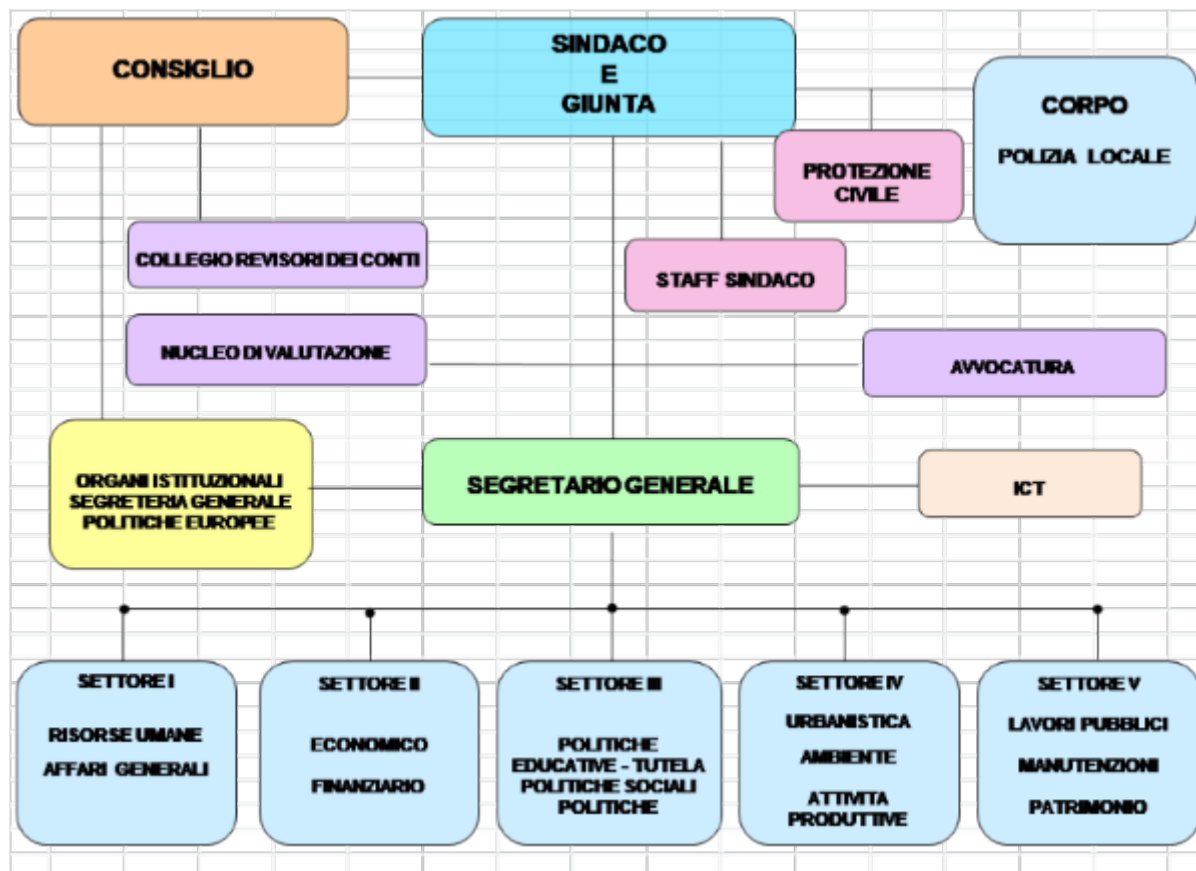 CONSIGLIO
SINDACO
E
GIUNTA
CORPO
POLIZIA LOCALE
PROTEZIONE
CIVILE
COLLEGIO REVISORI DEI CONTI
STAFF SINDACO
NUCLEO DI VALUTAZIONE
AVVOCATURA
ORGANI ISTITUZIONALI
SEGRETERIA GENERALE
POLITICHE EUROPEE
SEGRETARIO GENERALE
ICT
SETTORE I
RISORSE UMANE
AFFARI GENERALI
SETTORE II
ECONOMICO
FINANZIARIO
SETTORE III
POLITICHE
EDUCATIVE - TUTELA
POLITICHE SOCIALI
POLITICHE
SETTORE IV
URBANISTICA
AMBIENTE
ATTIVITA
PRODUTTIVE
SETTORE V
LAVORI PUBBLICI
MANUTENZIONI
PATRIMONIO